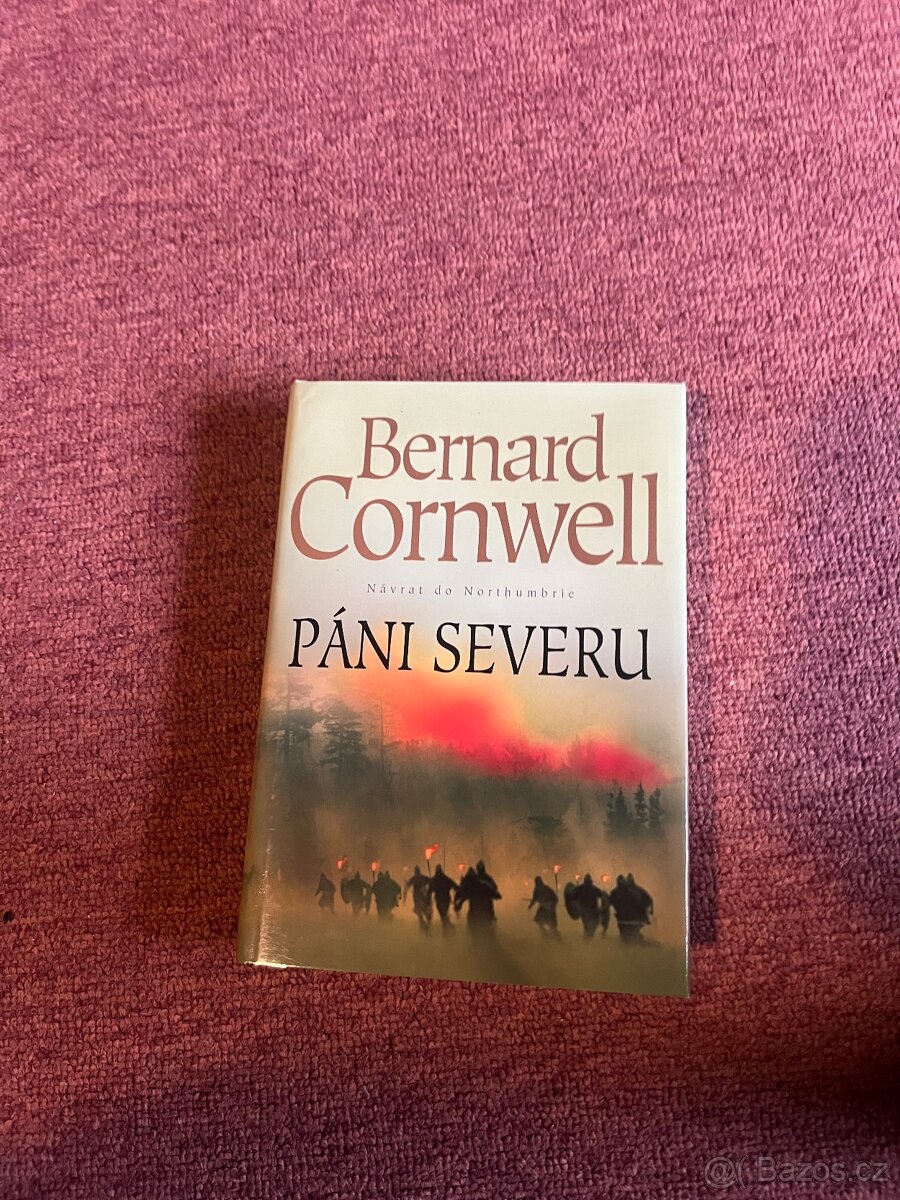 Bernard
Cornwell
Návrat do Northumbrie
PÁNI SEVERU
@( Bazos.cz